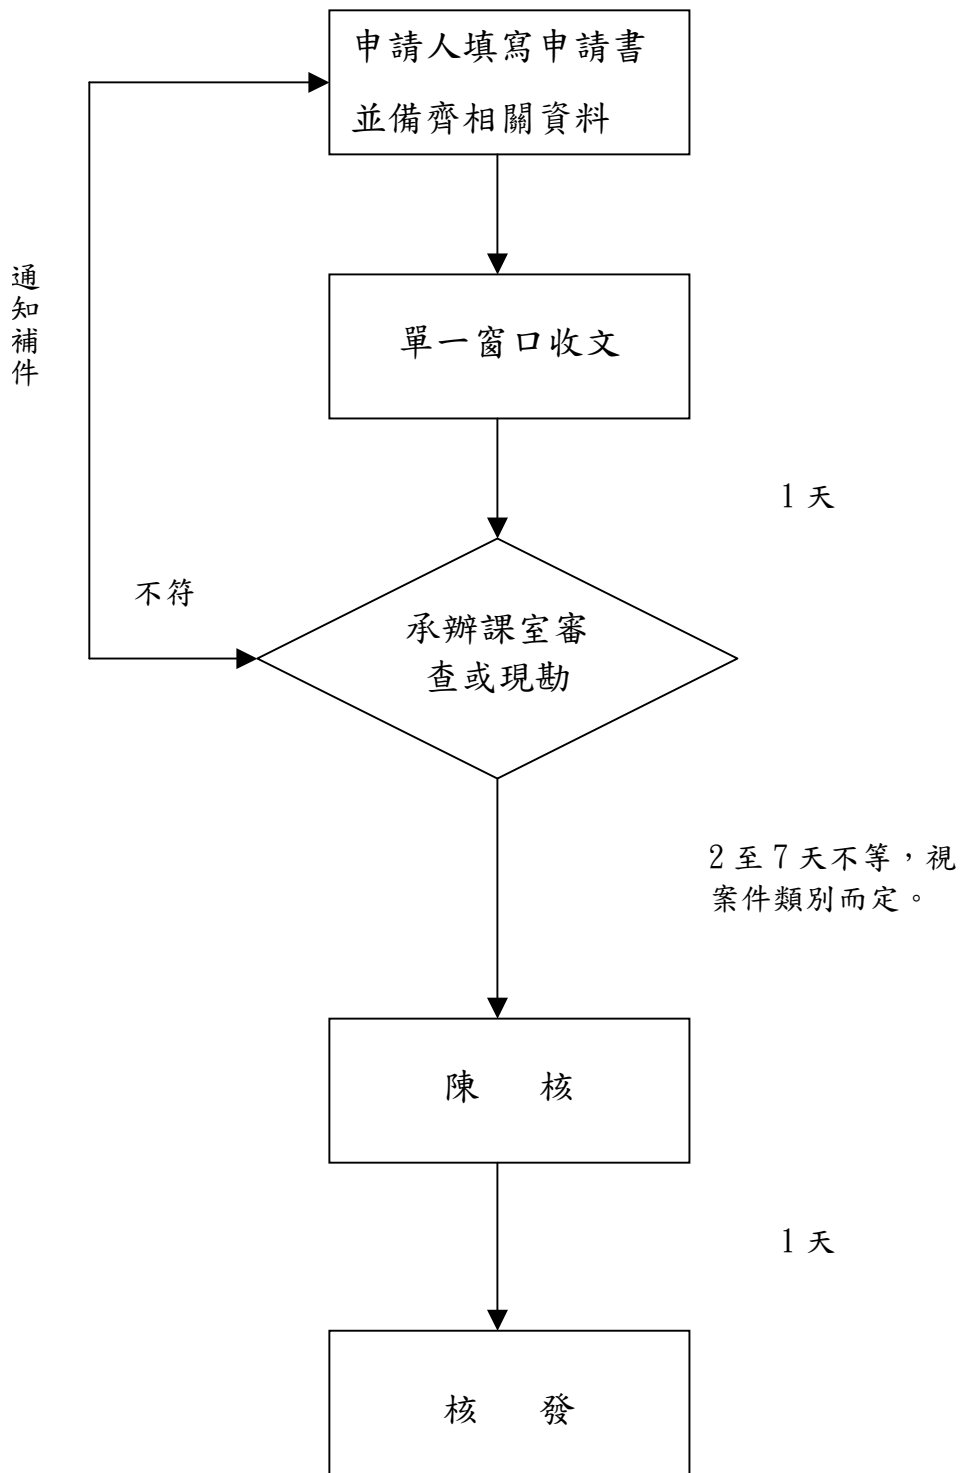 申請人填寫申請書
並備齊相關資料
通知補件
單一窗口收文
1 天
不符
承辦課室審
查或現勘
2 至 7 天不等，視
案件類別而定。
陳 核
1 天
核 發